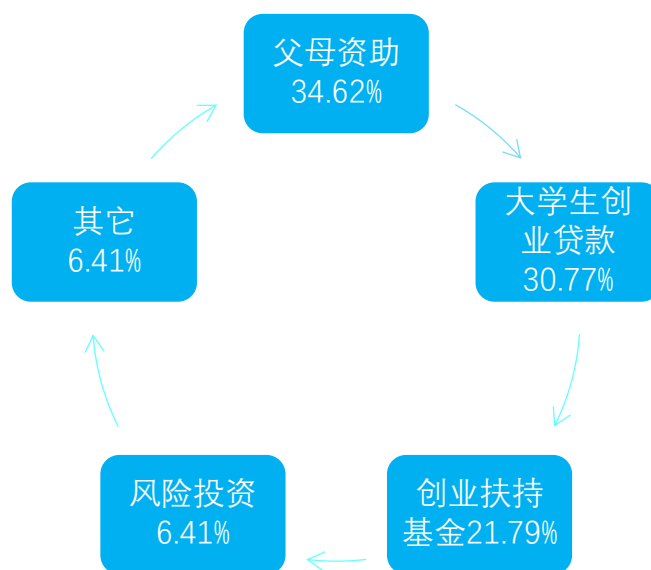 父母资助
34.62%
大学生创
业贷款
30.77%
创业扶持
基金21.79%
风险投资
6.41%
其它
6.41%